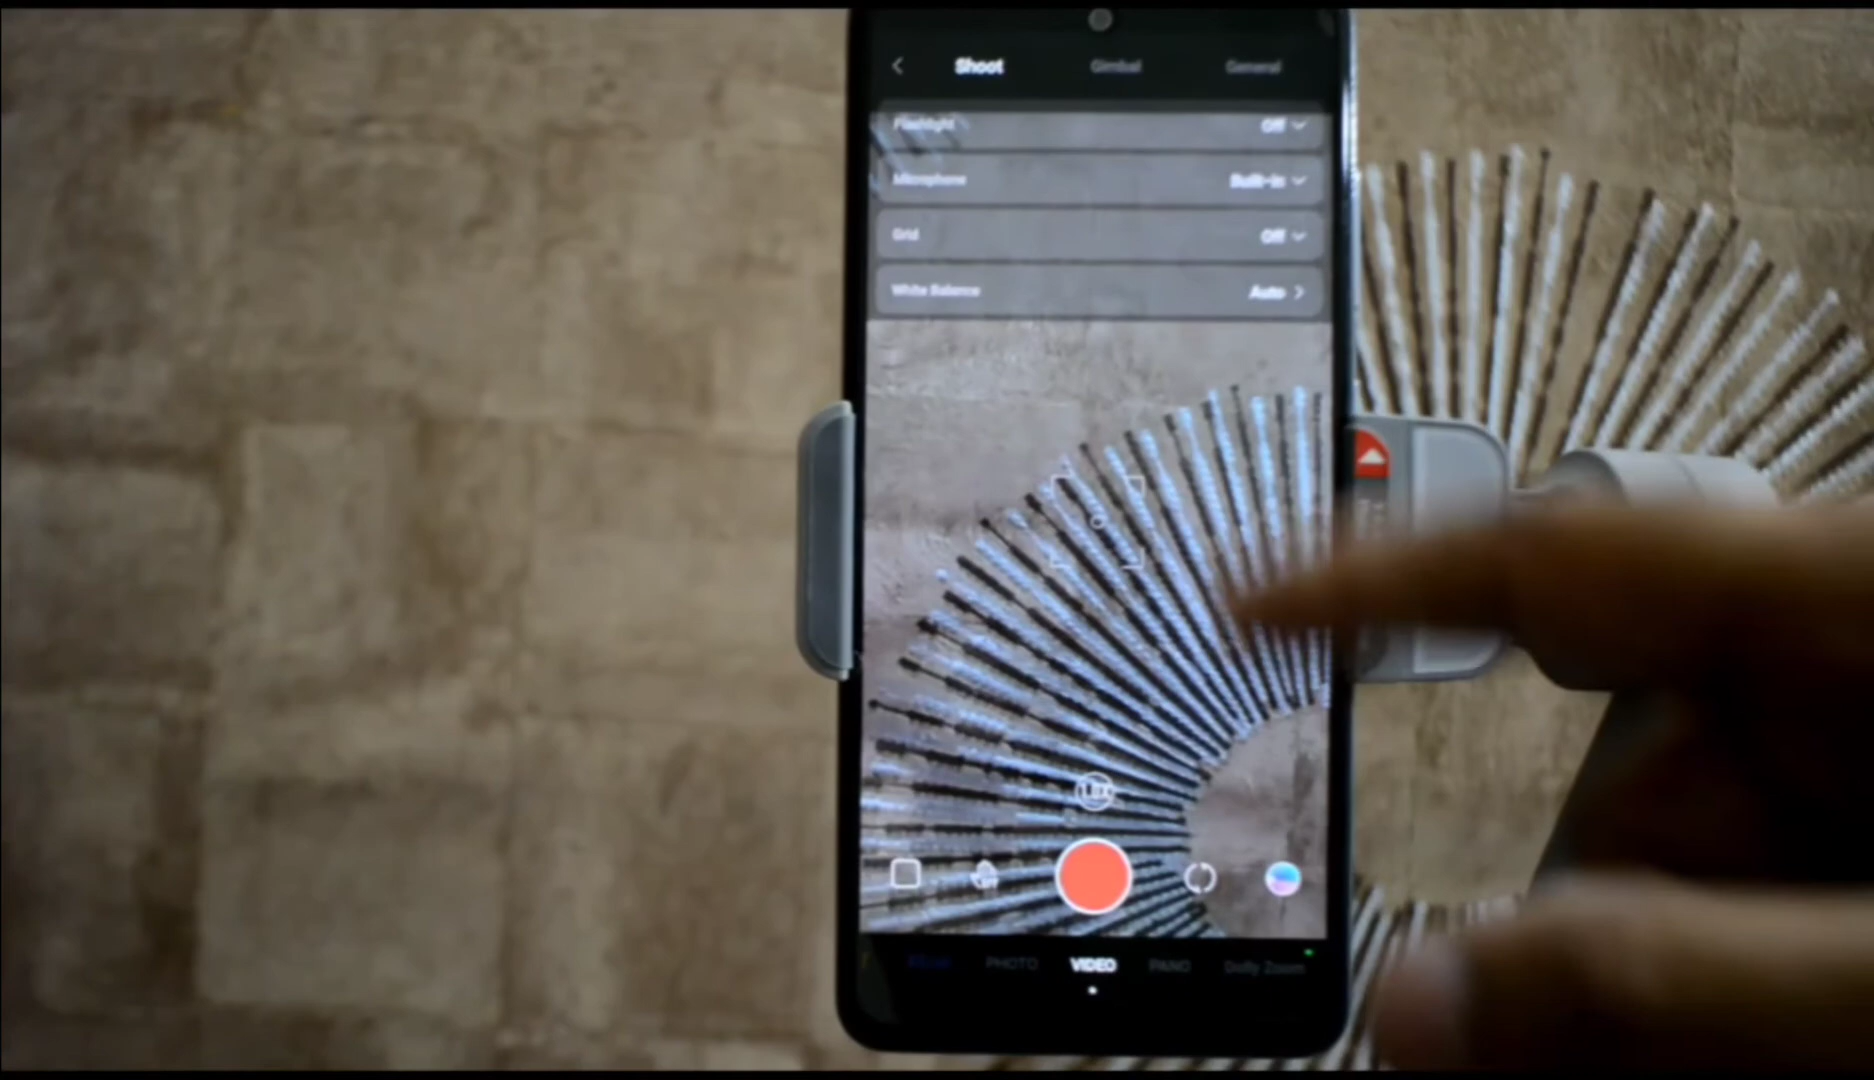 Shoot Gimbal General
Flashlight Off
Microphone Built-in
Grid Off
White Balance Auto
PHOTO VIDEO PANO Dolly Zoom